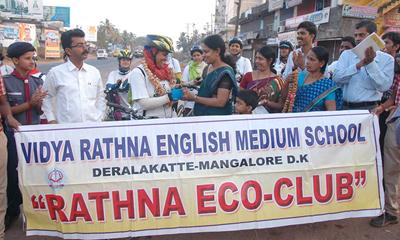 VIDYA RATHNA ENGLISH MEDIUM SCHOOL
DERALAKATTE-MANGALORE D.K
"RATHNA ECO-CLUB"